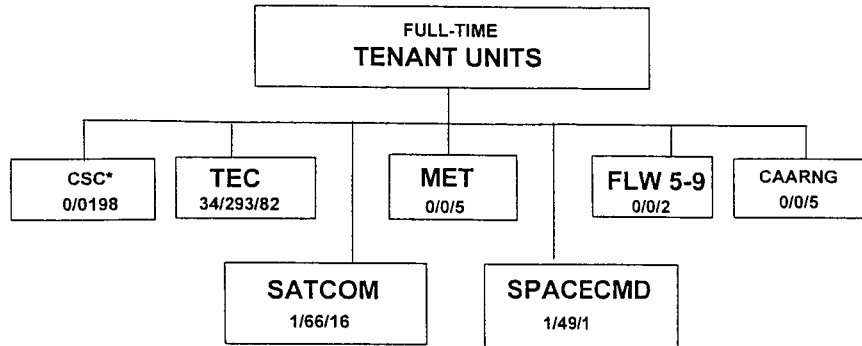 FULL-TIME
TENANT UNITS
CSC*
0/0198
TEC
34/293/82
MET
0/0/5
FLW 5-9
0/0/2
CAARNG
0/0/5
SATCOM
1/66/16
SPACECMD
1/49/1